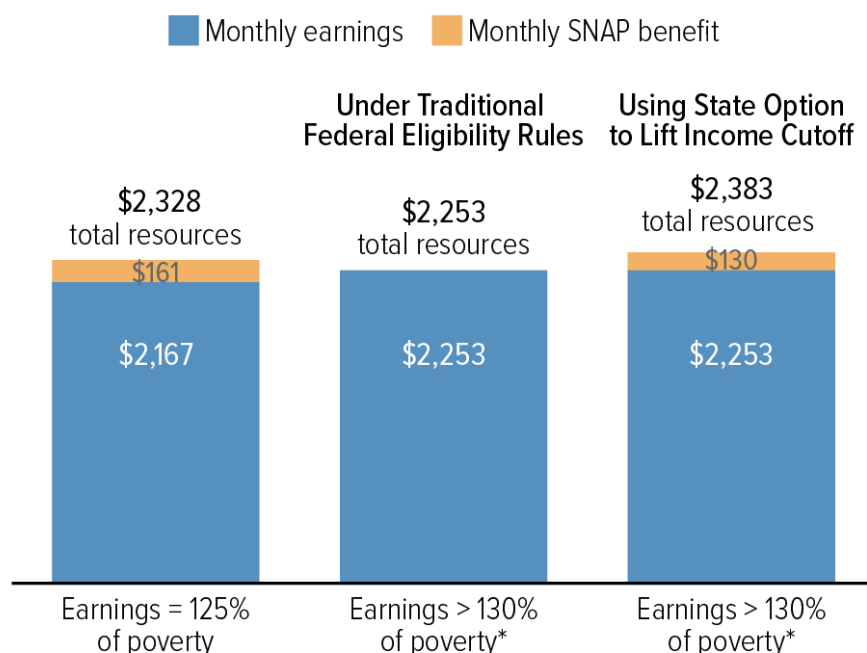 Monthly earnings
Monthly SNAP benefit
Under Traditional
Federal Eligibility Rules
Using State Option
to Lift Income Cutoff
$2,328
total resources
$2,253
total resources
$2,383
total resources
$161
$130
$2,167
$2,253
$2,253
Earnings = 125%
of poverty
Earnings > 130%
of poverty*
Earnings > 130%
of poverty*